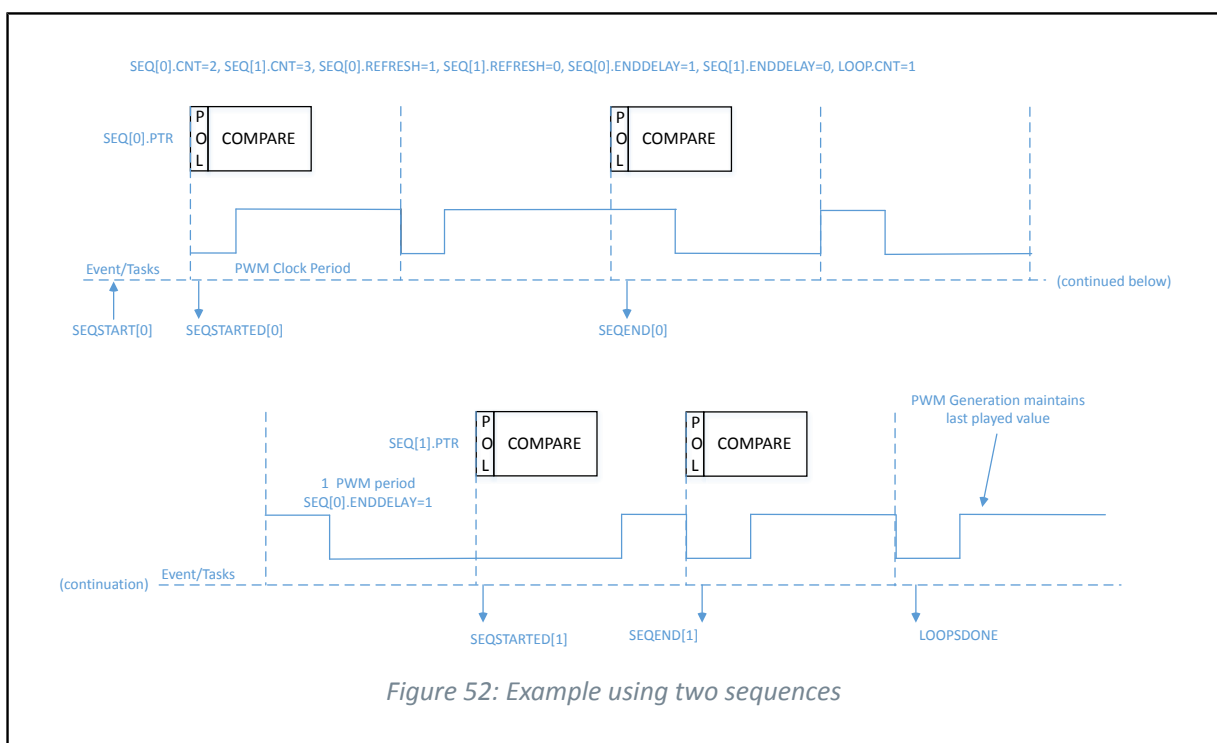 SEQ[0].CNT=2, SEQ[1].CNT=3, SEQ[0].REFRESH=1, SEQ[1].REFRESH=0, SEQ[0].ENDDELAY=1, SEQ[1].ENDDELAY=0, LOOP.CNT=1
SEQ[0].PTR
P
O
L
COMPARE
P
O
L
COMPARE
Event/Tasks
PWM Clock Period
(continued below)
SEQSTART[0]
SEQSTARTED[0]
SEQEND[0]
SEQ[1].PTR
P
O
L
COMPARE
P
O
L
COMPARE
PWM Generation maintains
last played value
1 PWM period
SEQ[0].ENDDELAY=1
(continuation)
Event/Tasks
SEQSTARTED[1]
SEQEND[1]
LOOPSDONE
Figure 52: Example using two sequences